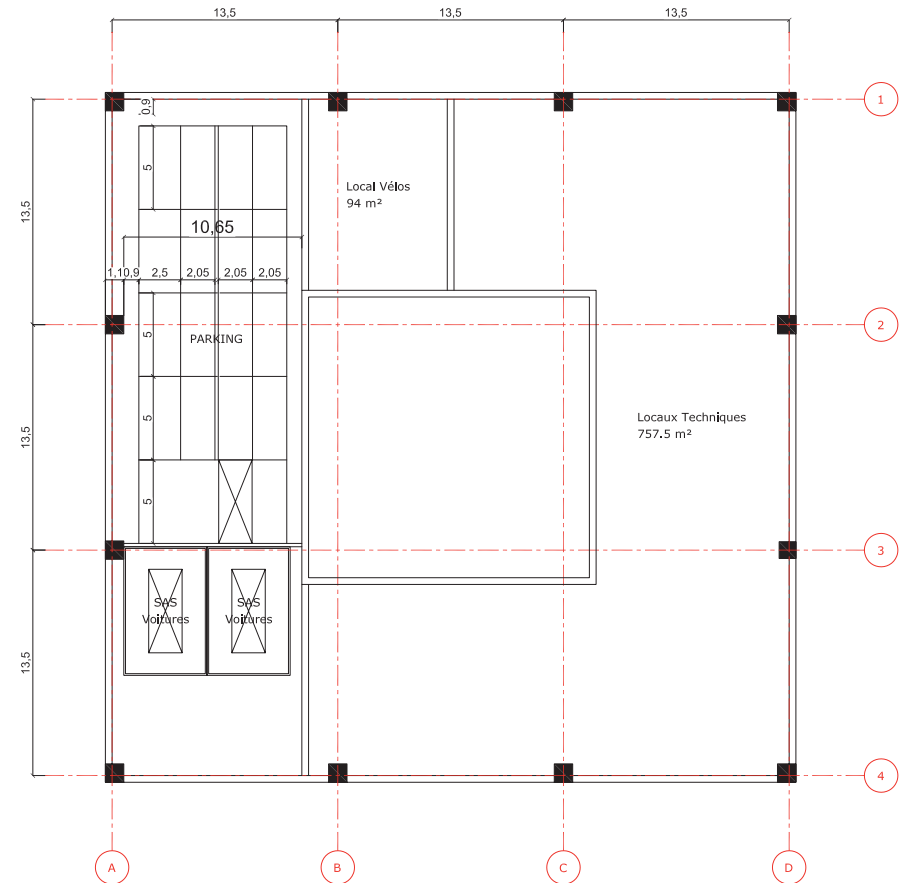 13,5 13,5 13,5
1
0,9
5
Local Vélos
94 m²
13,5
10,65
1,1 0,9 2,5 2,05 2,05 2,05
2
5
PARKING
5
Locaux Techniques
757.5 m²
13,5
5
3
SAS
Voitures
SAS
Voitures
13,5
4
A B C D